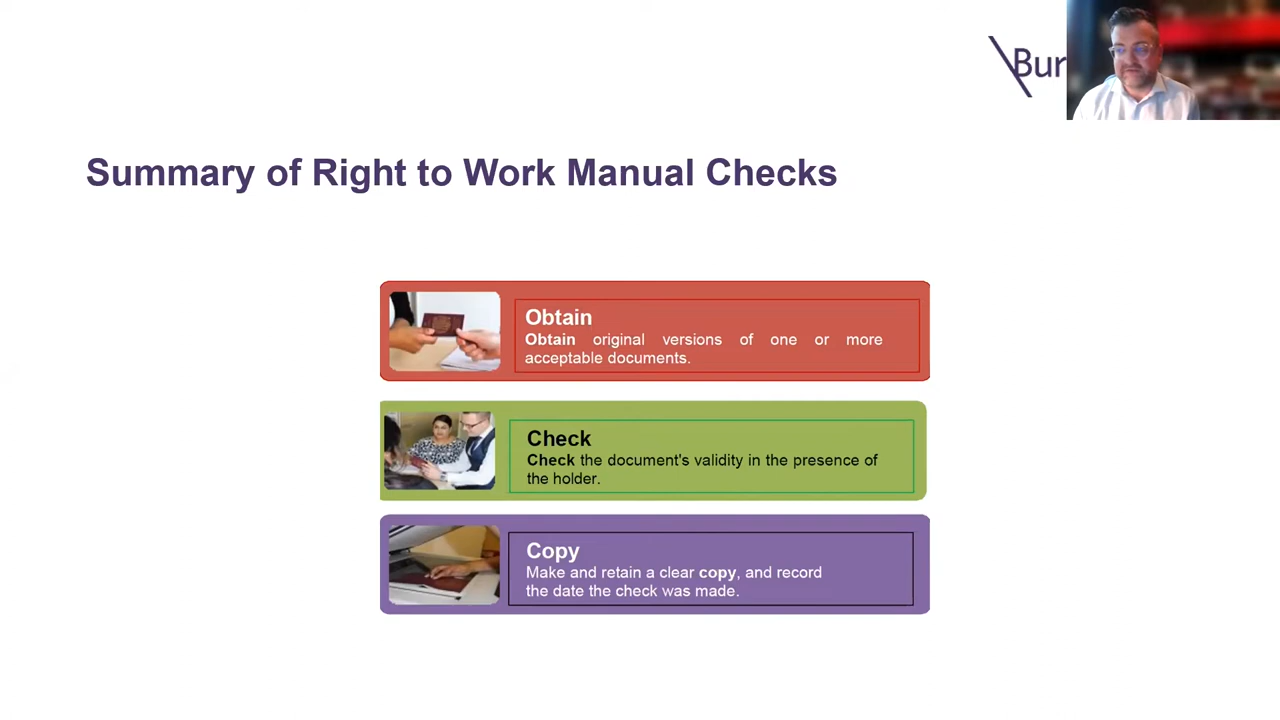 Bur
Summary of Right to Work Manual Checks
Obtain
Obtain original versions of one or more
acceptable documents.
Check
Check the document's validity in the presence of
the holder.
Copy
Make and retain a clear copy, and record
the date the check was made.